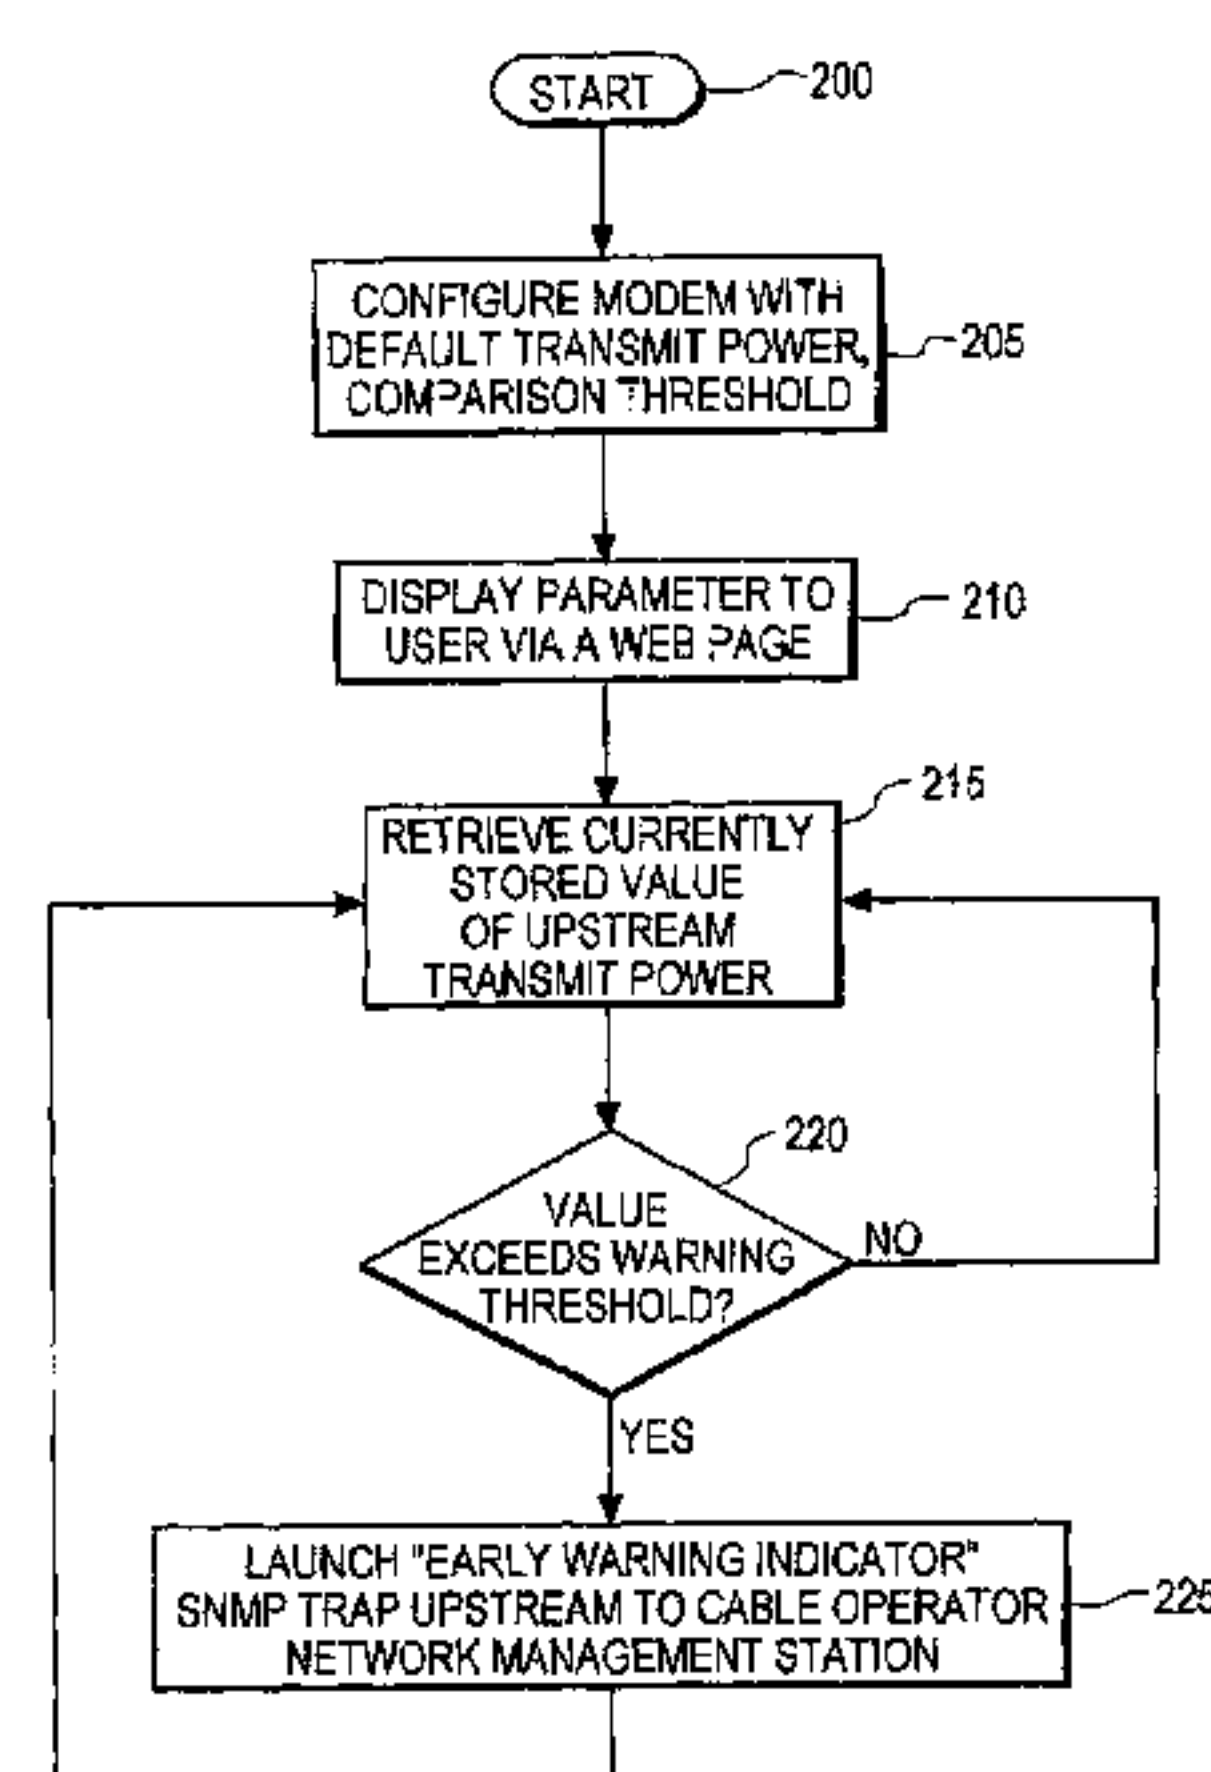 START
200
CONFIGURE MODEM WITH
DEFAULT TRANSMIT POWER,
COMPARISON THRESHOLD
205
DISPLAY PARAMETER TO
USER VIA A WEB PAGE
210
215
RETRIEVE CURRENTLY
STORED VALUE
OF UPSTREAM
TRANSMIT POWER
220
VALUE
EXCEEDS WARNING
THRESHOLD?
NO
YES
LAUNCH "EARLY WARNING INDICATOR"
SNMP TRAP UPSTREAM TO CABLE OPERATOR
NETWORK MANAGEMENT STATION
225